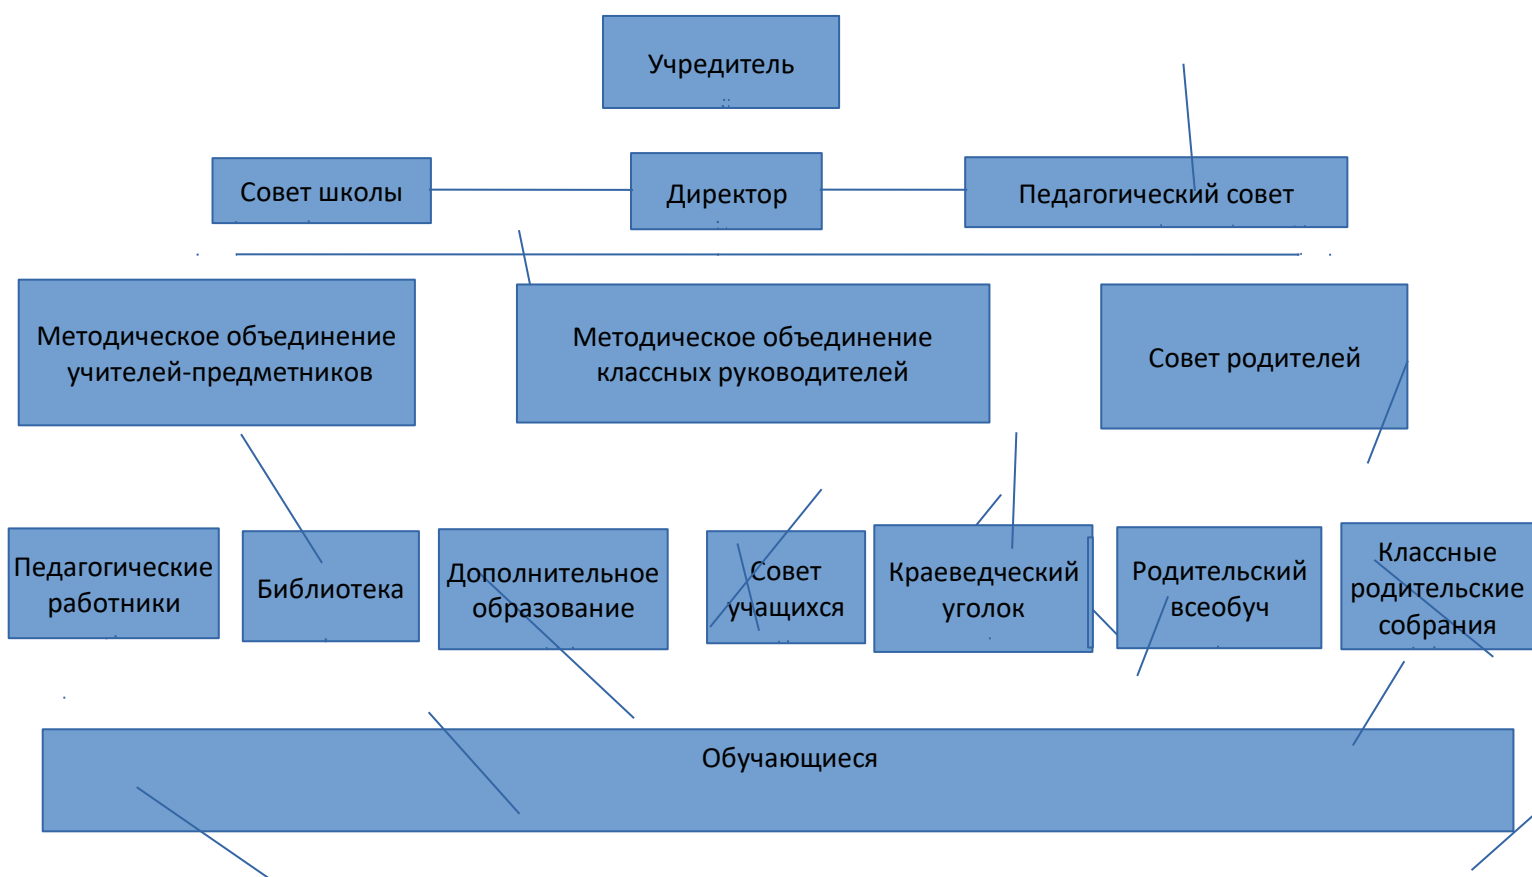 Учредитель
Совет школы
Директор
Педагогический совет
Методическое объединение
учителей-предметников
Методическое объединение
классных руководителей
Совет родителей
Педагогические
работники
Библиотека
Дополнительное
образование
Совет
учащихся
Краеведческий
уголок
Родительский
всеобуч
Классные
родительские
собрания
Обучающиеся